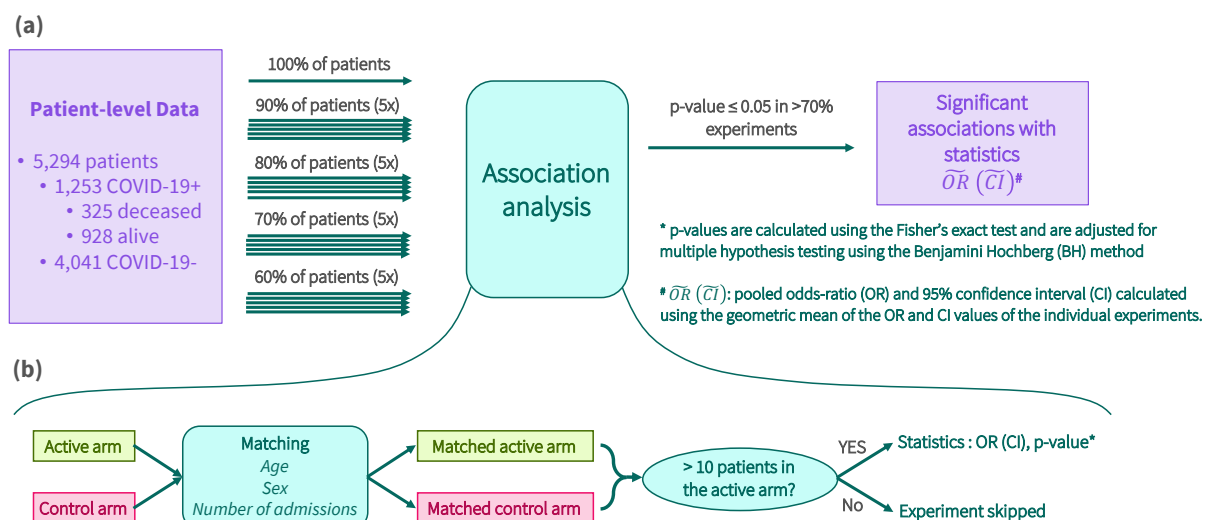 (a)
Patient-level Data
• 5,294 patients
• 1,253 COVID-19+
• 325 deceased
• 928 alive
• 4,041 COVID-19-
100% of patients
90% of patients (5x)
80% of patients (5x)
70% of patients (5x)
60% of patients (5x)
Association
analysis
p-value ≤ 0.05 in >70%
experiments
Significant
associations with
statistics
O͠R (C͠I)#
* p-values are calculated using the Fisher's exact test and are adjusted for
multiple hypothesis testing using the Benjamini Hochberg (BH) method
# O͠R (C͠I): pooled odds-ratio (OR) and 95% confidence interval (CI) calculated
using the geometric mean of the OR and CI values of the individual experiments.
(b)
Active arm
Control arm
Matching
Age
Sex
Number of admissions
Matched active arm
Matched control arm
> 10 patients in
the active arm?
YES
No
Statistics : OR (CI), p-value*
Experiment skipped